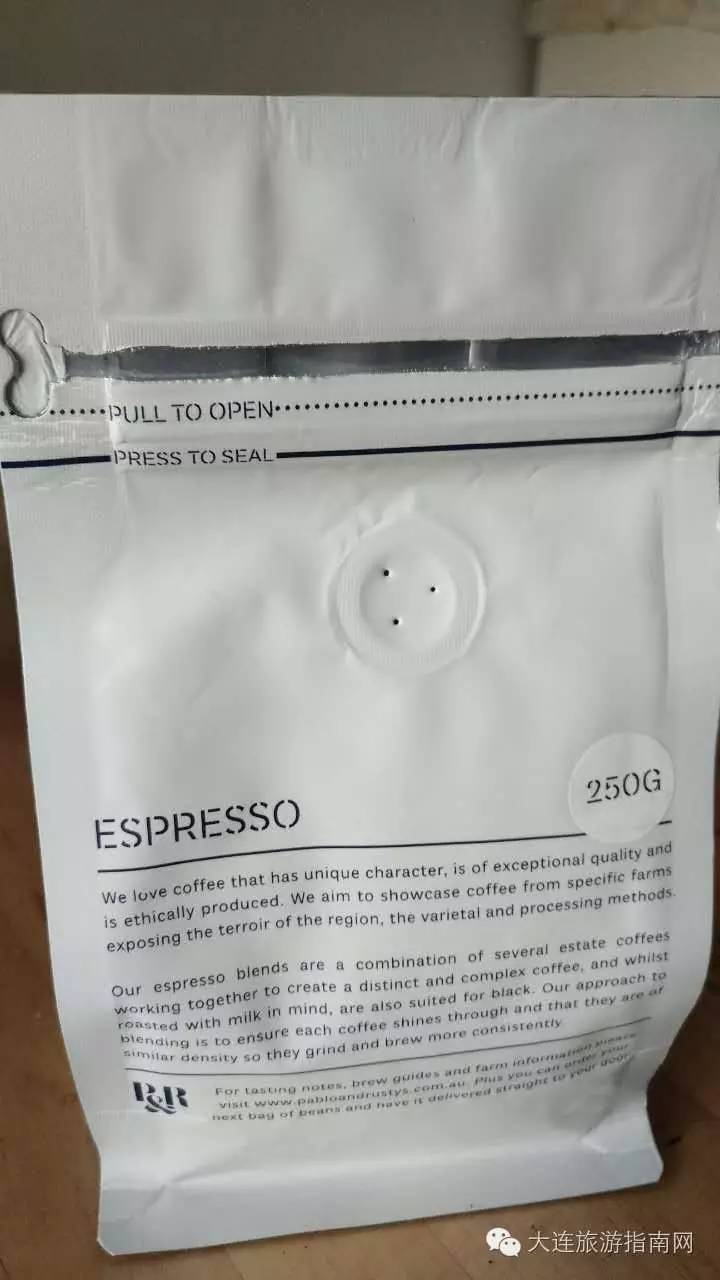 PULL TO OPEN
PRESS TO SEAL
250G
ESPRESSO
We love coffee that has unique character, is of exceptional quality and
is ethically produced. We aim to showcase coffee from specific farms
exposing the terroir of the region, the varietal and processing methods.
Our espresso blends are a combination of several estate coffees
working together to create a distinct and complex coffee, and whilst
roasted with milk in mind, are also suited for black. Our approach to
blending is to ensure each coffee shines through and that they are of
similar density so they grind and brew more consistently
P&R
For tasting notes, brew guides and farm information please
visit www.pabloandrustys.com.au. Plus you can order your
next bag of beans and have it delivered straight to your door.
大连旅游指南网